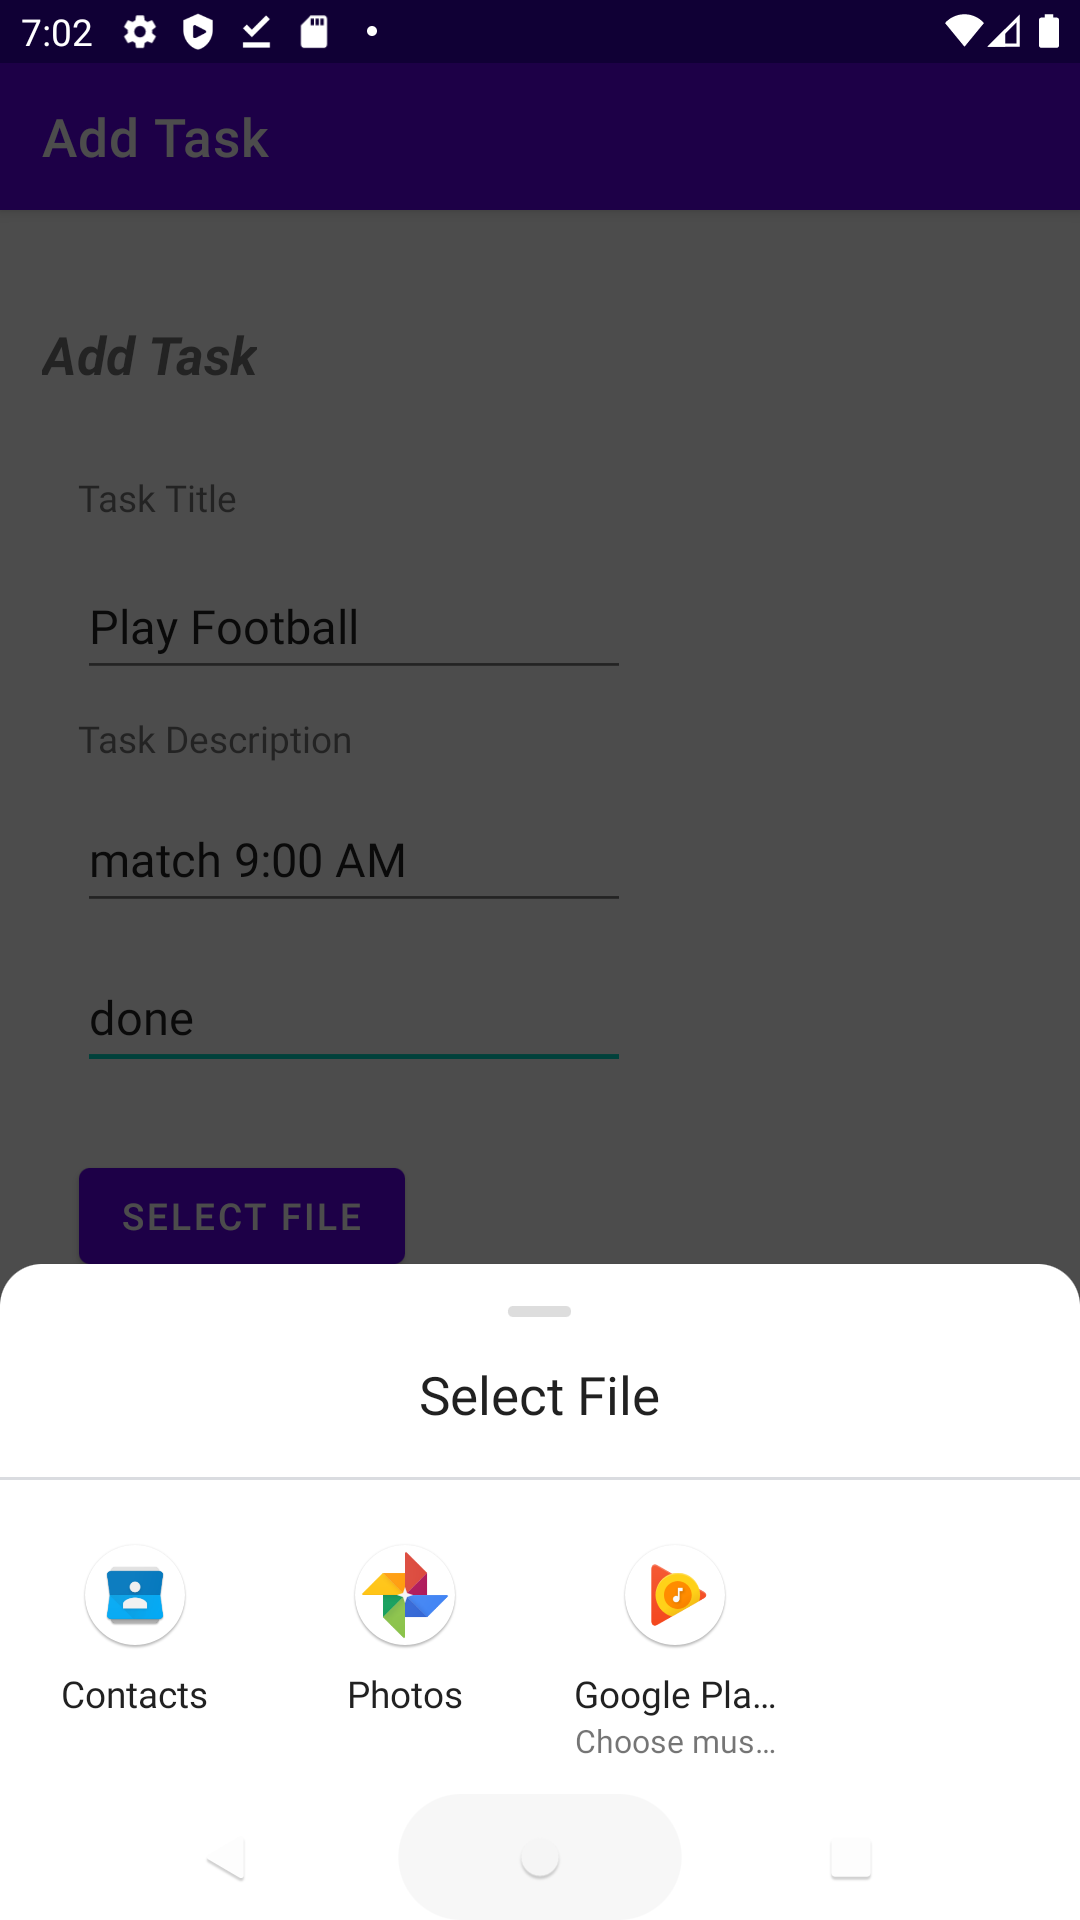 7:02
Add Task
Add Task
Task Title
Play Football
Task Description
match 9:00 AM
done
SELECT FILE
Select File
Contacts
Photos
Google Pla...
Choose mus...